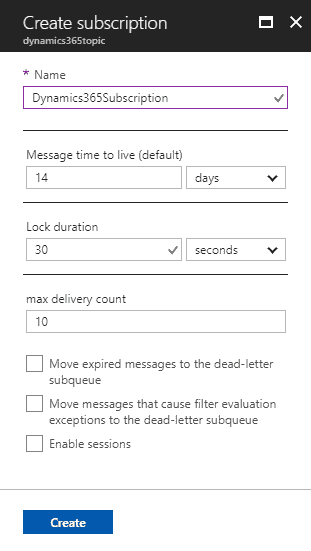 Create subscription
dynamics365topic
* Name
Dynamics365Subscription
Message time to live (default)
14 days
Lock duration
30 seconds
max delivery count
10
Move expired messages to the dead-letter
subqueue
Move messages that cause filter evaluation
exceptions to the dead-letter subqueue
Enable sessions
Create